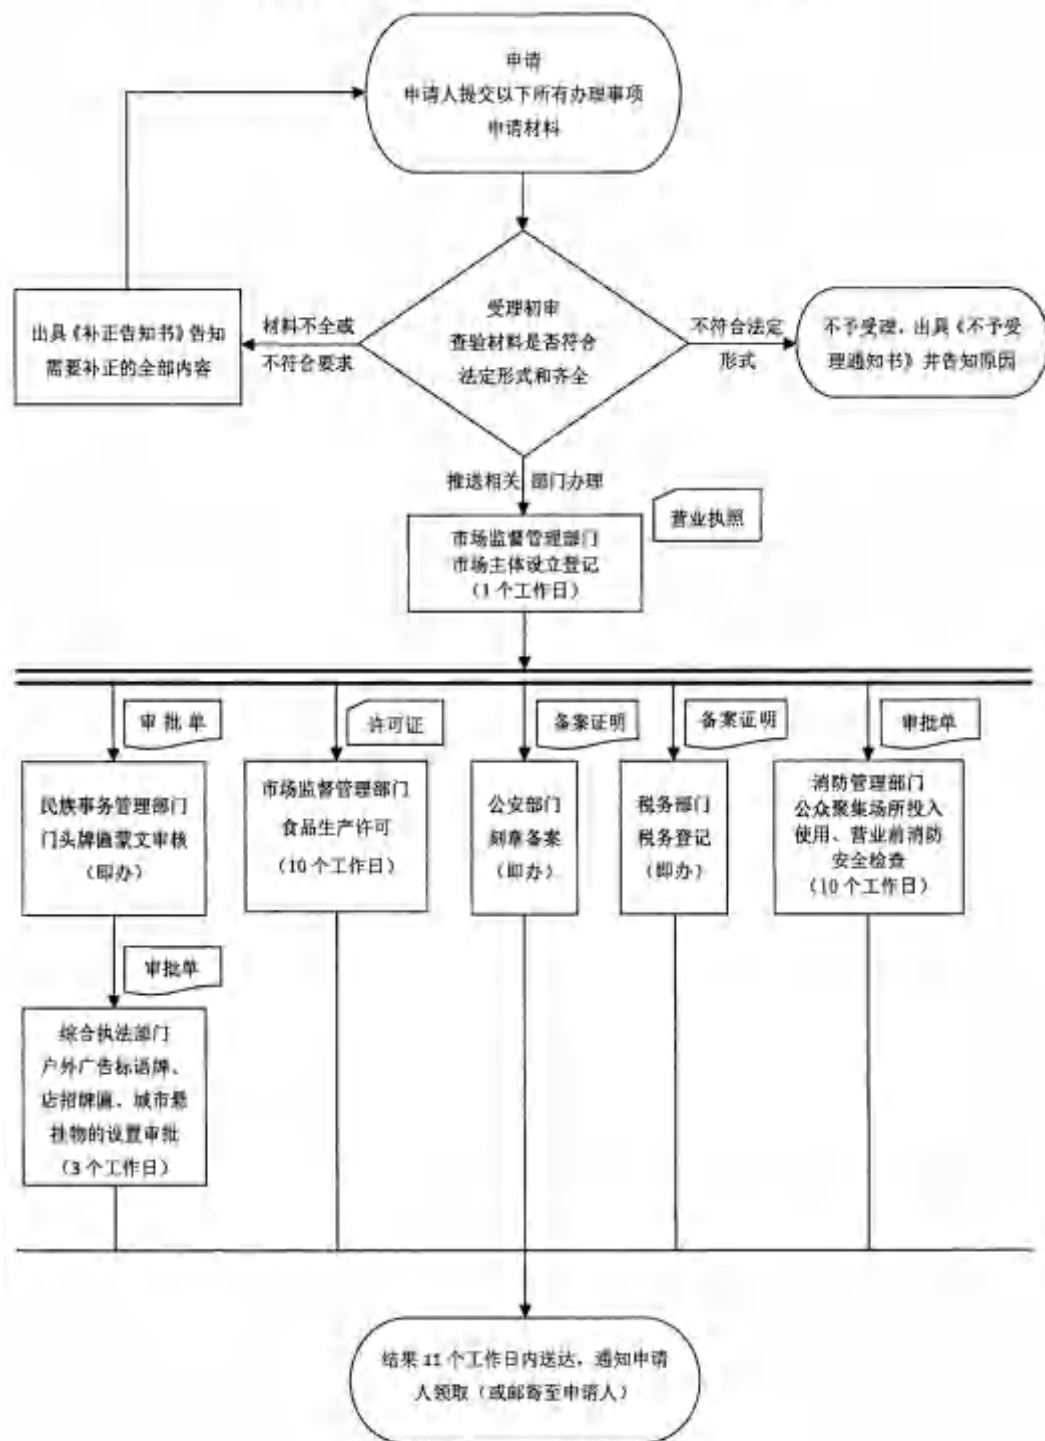 申请
申请人提交以下所有办理事项
申请材料
受理初审
查验材料是否符合
法定形式和齐全
材料不全或
不符合要求
出具《补正告知书》告知
需要补正的全部内容
不符合法定
形式
不予受理，出具《不予受
理通知书》并告知原因
推送相关 部门办理
营业执照
市场监督管理部门
市场主体设立登记
（1 个工作日）
审 批 单
许可证
备案证明
备案证明
审批单
民族事务管理部门
门头牌匾蒙文审核
（即办）
市场监督管理部门
食品生产许可
（10 个工作日）
公安部门
刻章备案
（即办）
税务部门
税务登记
（即办）
消防管理部门
公众聚集场所投入
使用、营业前消防
安全检查
（10 个工作日）
审批单
综合执法部门
户外广告标语牌、
店招牌匾、城市悬
挂物的设置审批
（3 个工作日）
结果 11 个工作日内送达，通知申请
人领取（或邮寄至申请人）